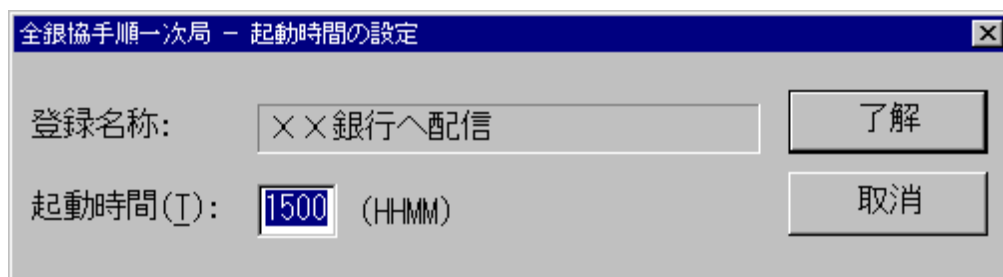 全銀協手順一次局 － 起動時間の設定
登録名称: ××銀行へ配信 了解
起動時間(T): 1500 (HHMM) 取消